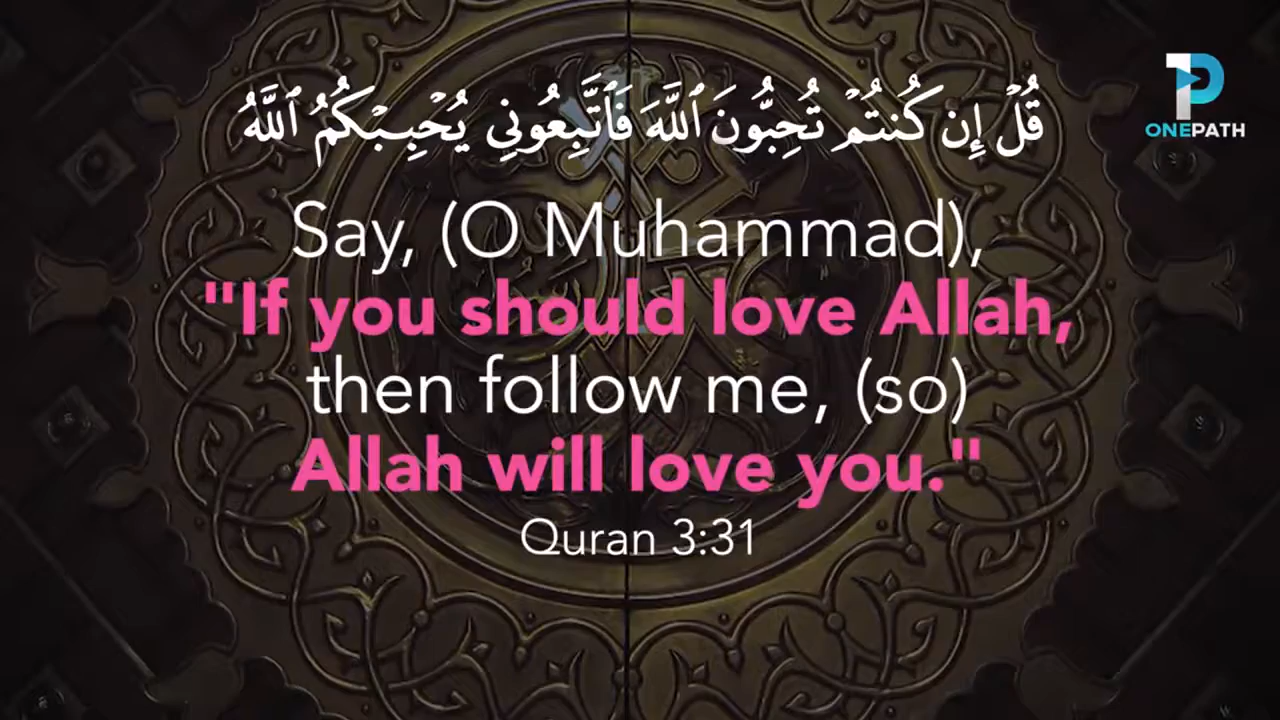 قُلْ إِن كُنتُمْ تُحِبُّونَ ٱللَّهَ فَٱتَّبِعُونِي يُحْبِبْكُمُ ٱللَّهُ
ONEPATH
Say, (O Muhammad),
"If you should love Allah,
then follow me, (so)
Allah will love you."
Quran 3:31